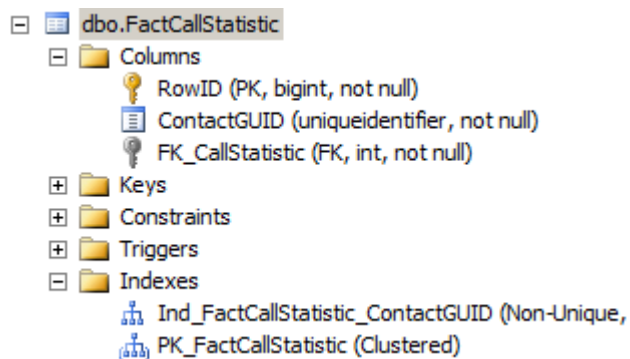 dbo.FactCallStatistic
Columns
RowID (PK, bigint, not null)
ContactGUID (uniqueidentifier, not null)
FK_CallStatistic (FK, int, not null)
Keys
Constraints
Triggers
Indexes
Ind_FactCallStatistic_ContactGUID (Non-Unique,
PK_FactCallStatistic (Clustered)